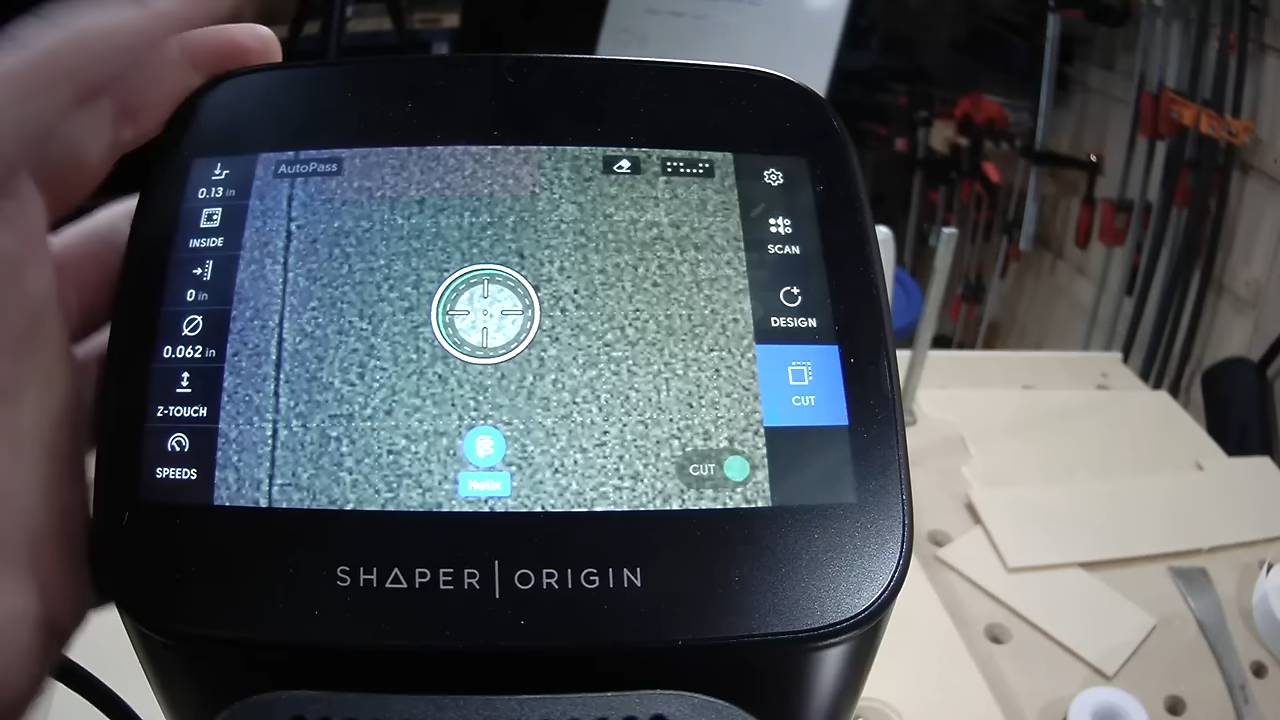 AutoPass
0.13 in
INSIDE
0 in
0.062 in
Z-TOUCH
SPEEDS
Helix
CUT
SCAN
DESIGN
CUT
SHAPER | ORIGIN